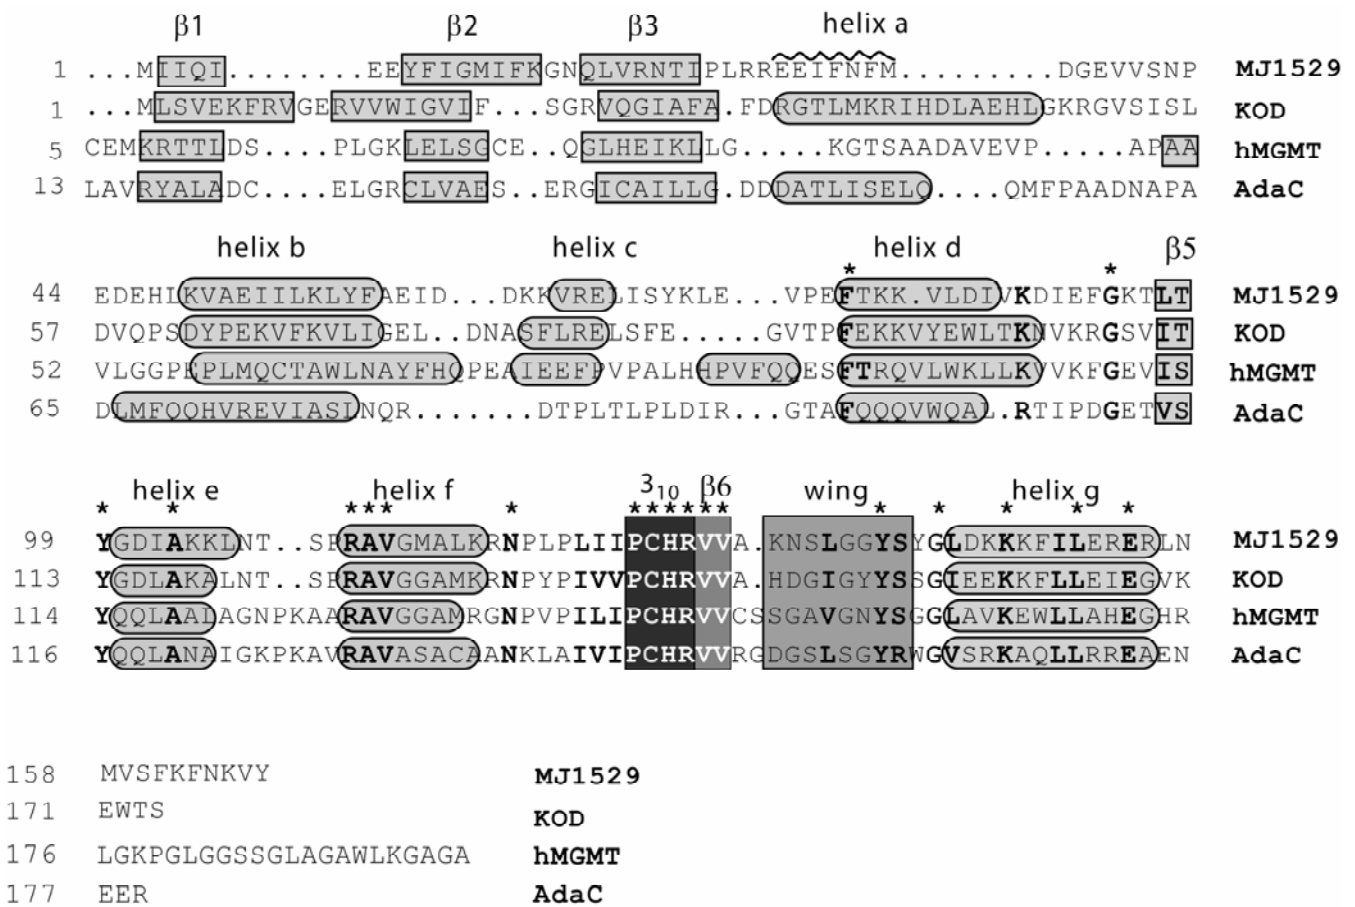 β1 β2 β3 helix a
1 ...MIIQI........EEYFIGMIFKGNQLVRNTIPLRREEIFNFM.........DGEVVSNP MJ1529
1 ...MLSVEKFRVGERVVWIGVIF...SGRVQGIAFA.FDRGTLMKRIHDLAEHLGKRGVSISL KOD
5 CEMKRTTLDS....PLGKLELSGCE..QGLHEIKLLG.....KGTSAADAVEVP.....APAA hMGMT
13 LAVRYALADC....ELGRCLVAES..ERGICAILLG.DDDATLISELQ....QMFPAADNAPA AdaC
helix b helix c helix d β5
* *
44 EDEHLKVAEIILKLYFAEID...DKKVRELISYKLE...VPEFTKK.VLDIVKDIEFGKTLT MJ1529
57 DVQPSDYPEKVFKVLIGEL..DNASFLRELSFE.....GVTPFEKKVYEWLTKNVKRGSVIT KOD
52 VLGGPEPLMQCTAWLNAYFHQPEAIEEFPVPALHHPVFQQESFTRQVLWKLLKVVKFGEVIS hMGMT
65 DLMFQQHVREVIASLNQR.......DTPLTLPLDIR...GTAFQQQVWQAL.RTIPDGETVS AdaC
helix e helix f 3₁₀ β6 wing helix g
* * *** * ****** * * * * *
99 YGDIAKKLNT..SPRAVGMALKRNPLPLIIPCHRVVA.KNSLGGYSYGLDKKKFILERERLN MJ1529
113 YGDLAKALNT..SPRAVGGAMKRNPYPIVVPCHRVVA.HDGIGYYSSGIEEKKFLLEIEGVK KOD
114 YQQLAALAGNPKAARAVGGAMRGNPVPILIPCHRVVCSSGAVGNYSGGLAVKEWLLAHEGHR hMGMT
116 YQQLANAIGKPKAVRAVASACAANKLAIVIPCHRVVRGDGSLSGYRWGVSRKAQLLRREAEN AdaC
158 MVSFKFNKVY MJ1529
171 EWTS KOD
176 LGKPGLGGSSGLAGAWLKGAGA hMGMT
177 EER AdaC